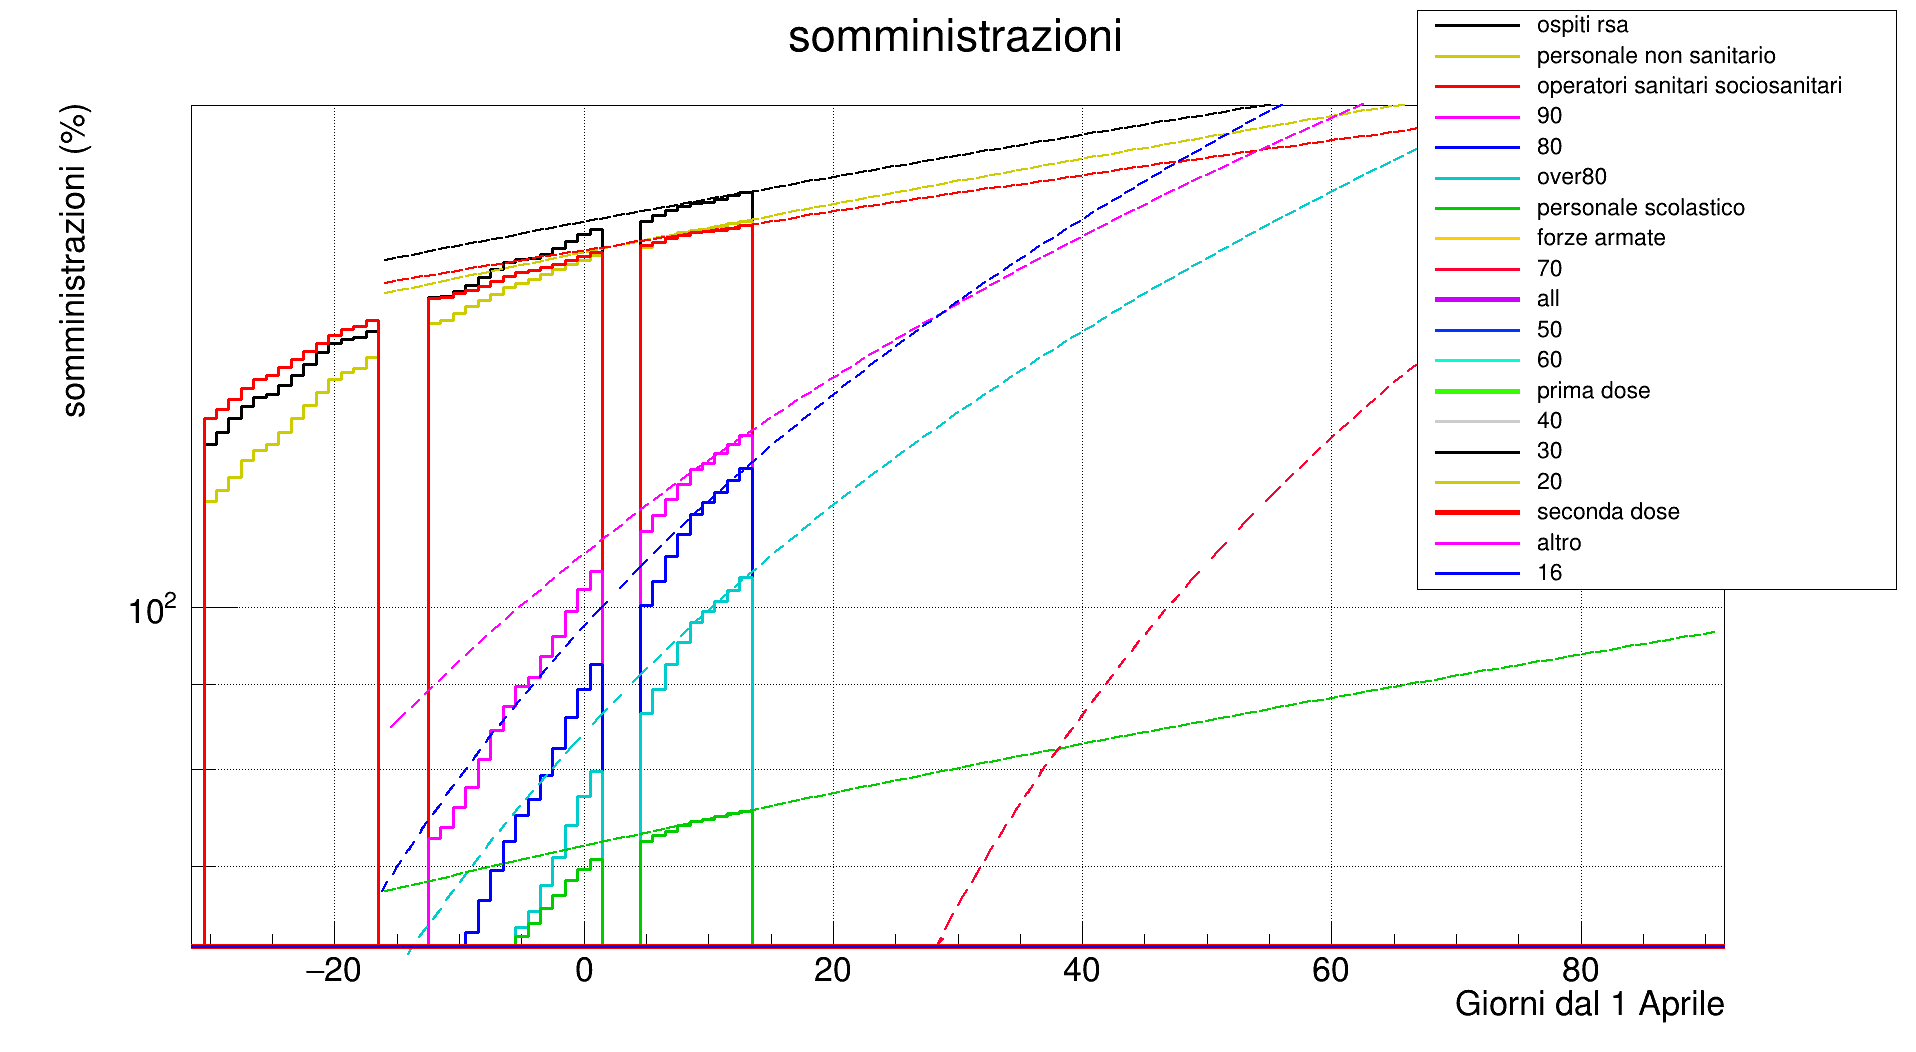 somministrazioni
somministrazioni (%)
ospiti rsa
personale non sanitario
operatori sanitari sociosanitari
90
80
over80
personale scolastico
forze armate
70
all
50
60
prima dose
40
30
20
seconda dose
altro
16
10²
−20 0 20 40 60 80
Giorni dal 1 Aprile